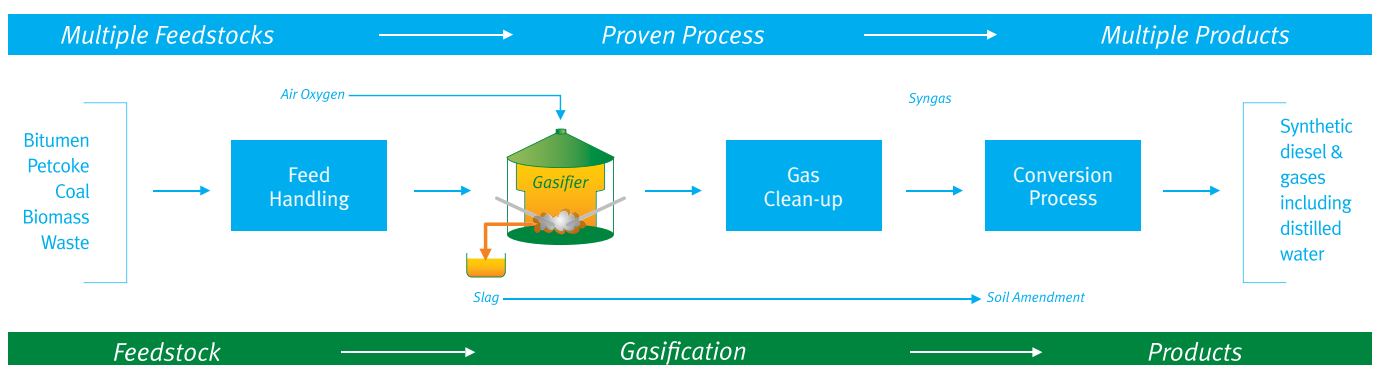 Multiple Feedstocks
Proven Process
Multiple Products
Air Oxygen
Syngas
Bitumen
Petcoke
Coal
Biomass
Waste
Feed
Handling
Gasifier
Gas
Clean-up
Conversion
Process
Synthetic
diesel &
gases
including
distilled
water
Slag
Soil Amendment
Feedstock
Gasification
Products